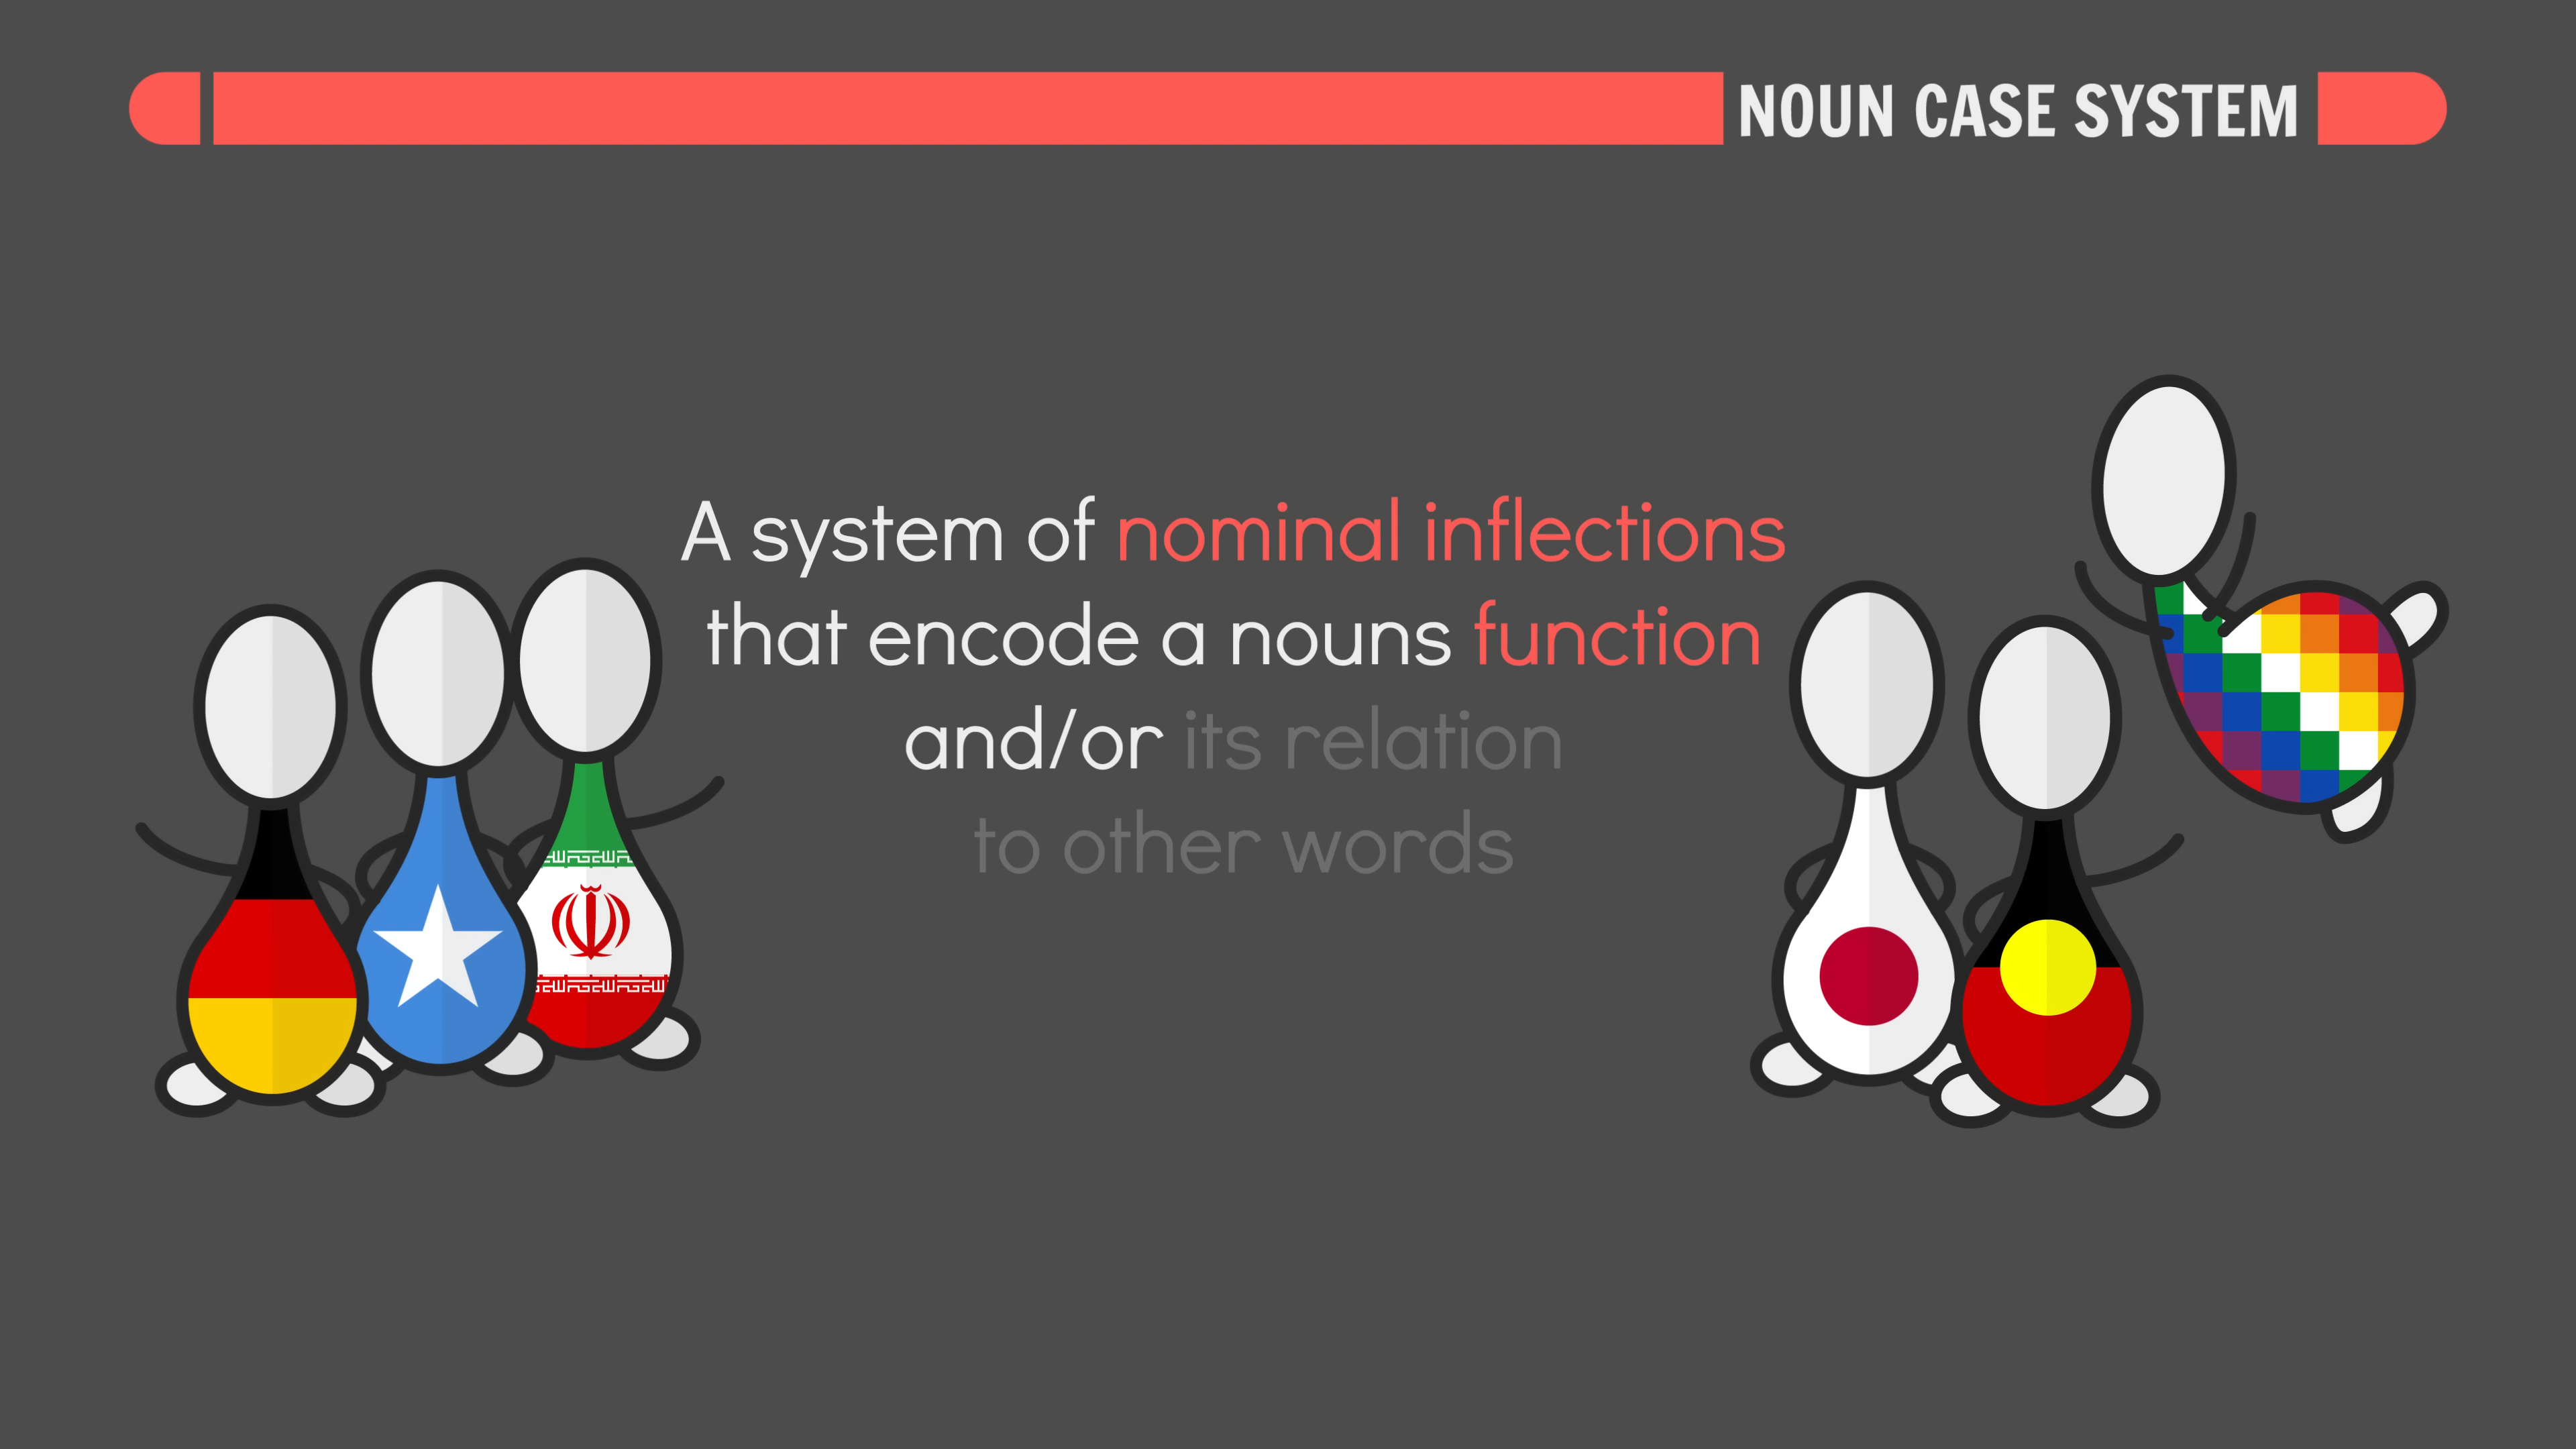 NOUN CASE SYSTEM
A system of nominal inflections
that encode a nouns function
and/or its relation
to other words